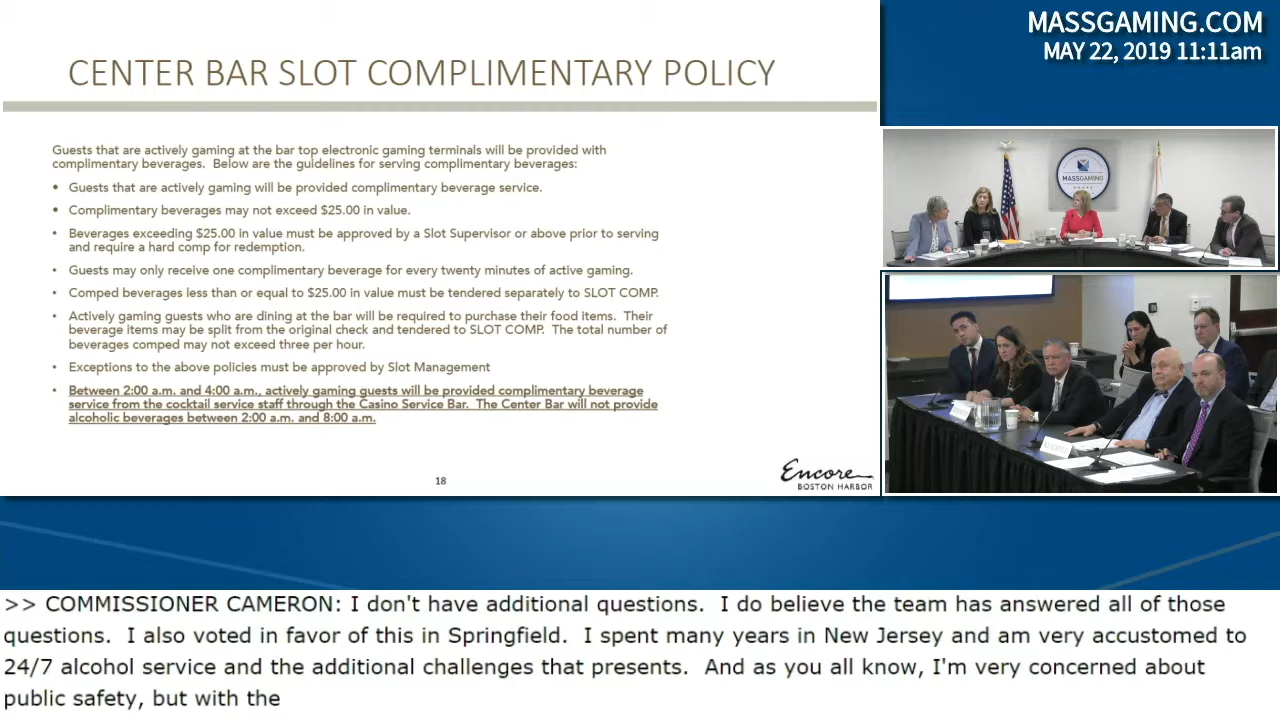 MASSGAMING.COM
MAY 22, 2019 11:11am
CENTER BAR SLOT COMPLIMENTARY POLICY
Guests that are actively gaming at the bar top electronic gaming terminals will be provided with
complimentary beverages. Below are the guidelines for serving complimentary beverages:
• Guests that are actively gaming will be provided complimentary beverage service.
• Complimentary beverages may not exceed $25.00 in value.
• Beverages exceeding $25.00 in value must be approved by a Slot Supervisor or above prior to serving
and require a hard comp for redemption.
• Guests may only receive one complimentary beverage for every twenty minutes of active gaming.
• Comped beverages less than or equal to $25.00 in value must be tendered separately to SLOT COMP.
• Actively gaming guests who are dining at the bar will be required to purchase their food items. Their
beverage items may be split from the original check and tendered to SLOT COMP. The total number of
beverages comped may not exceed three per hour.
• Exceptions to the above policies must be approved by Slot Management
• Between 2:00 a.m. and 4:00 a.m., actively gaming guests will be provided complimentary beverage
service from the cocktail service staff through the Casino Service Bar. The Center Bar will not provide
alcoholic beverages between 2:00 a.m. and 8:00 a.m.
18
Encore
BOSTON HARBOR
MASSGAMING
>> COMMISSIONER CAMERON: I don't have additional questions. I do believe the team has answered all of those
questions. I also voted in favor of this in Springfield. I spent many years in New Jersey and am very accustomed to
24/7 alcohol service and the additional challenges that presents. And as you all know, I'm very concerned about
public safety, but with the